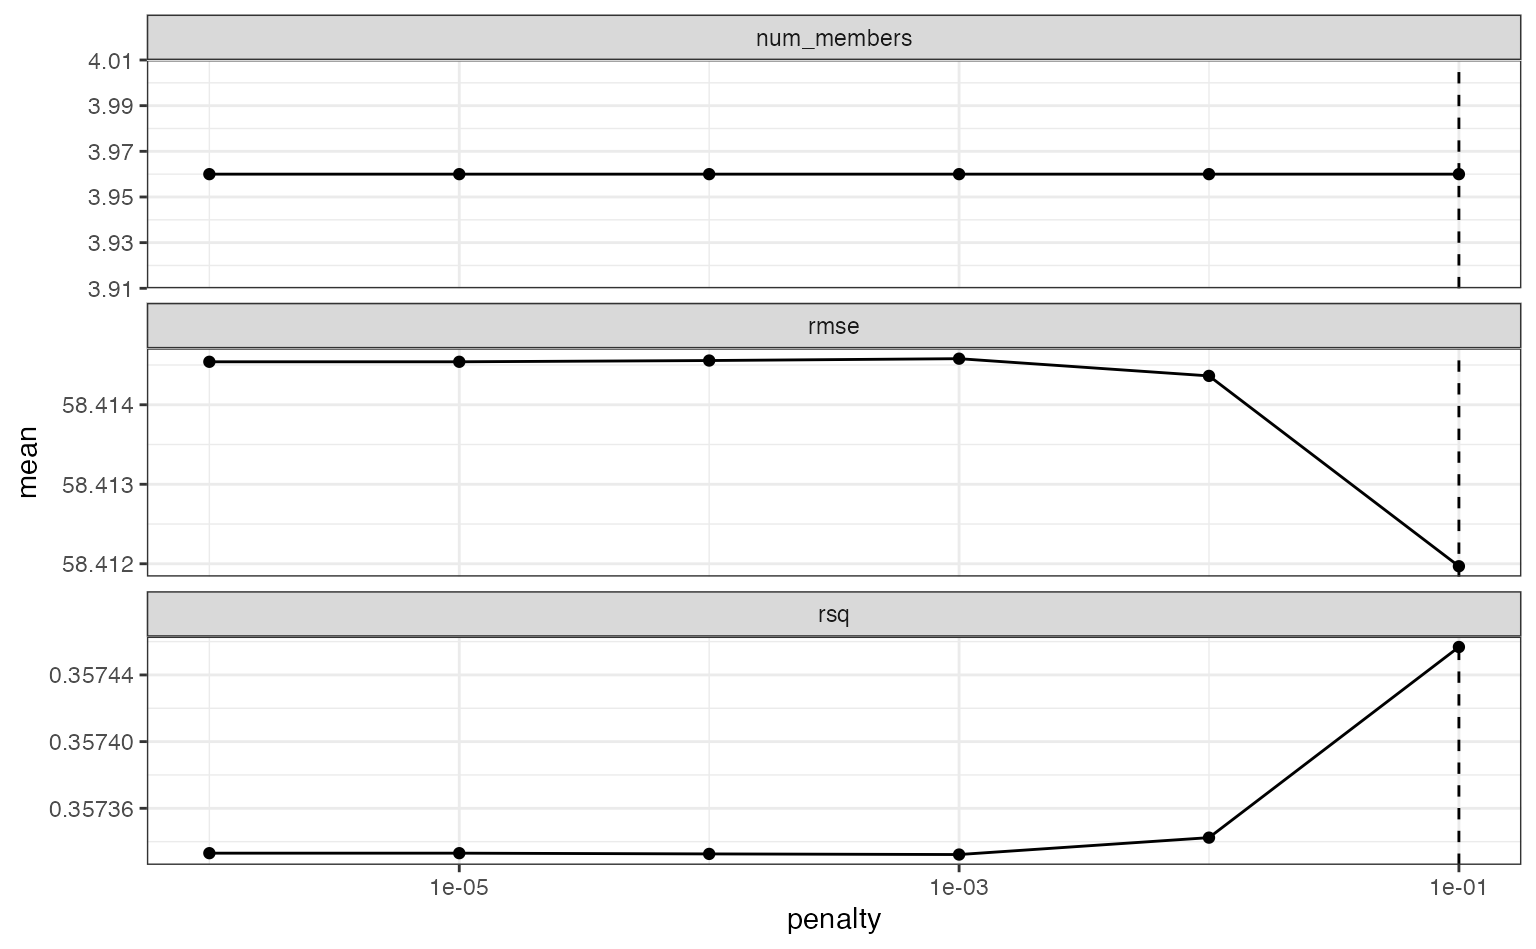 num_members
4.01
3.99
3.97
3.95
3.93
3.91
rmse
58.414
58.413
58.412
rsq
0.35744
0.35740
0.35736
mean
1e-05 1e-03 1e-01
penalty